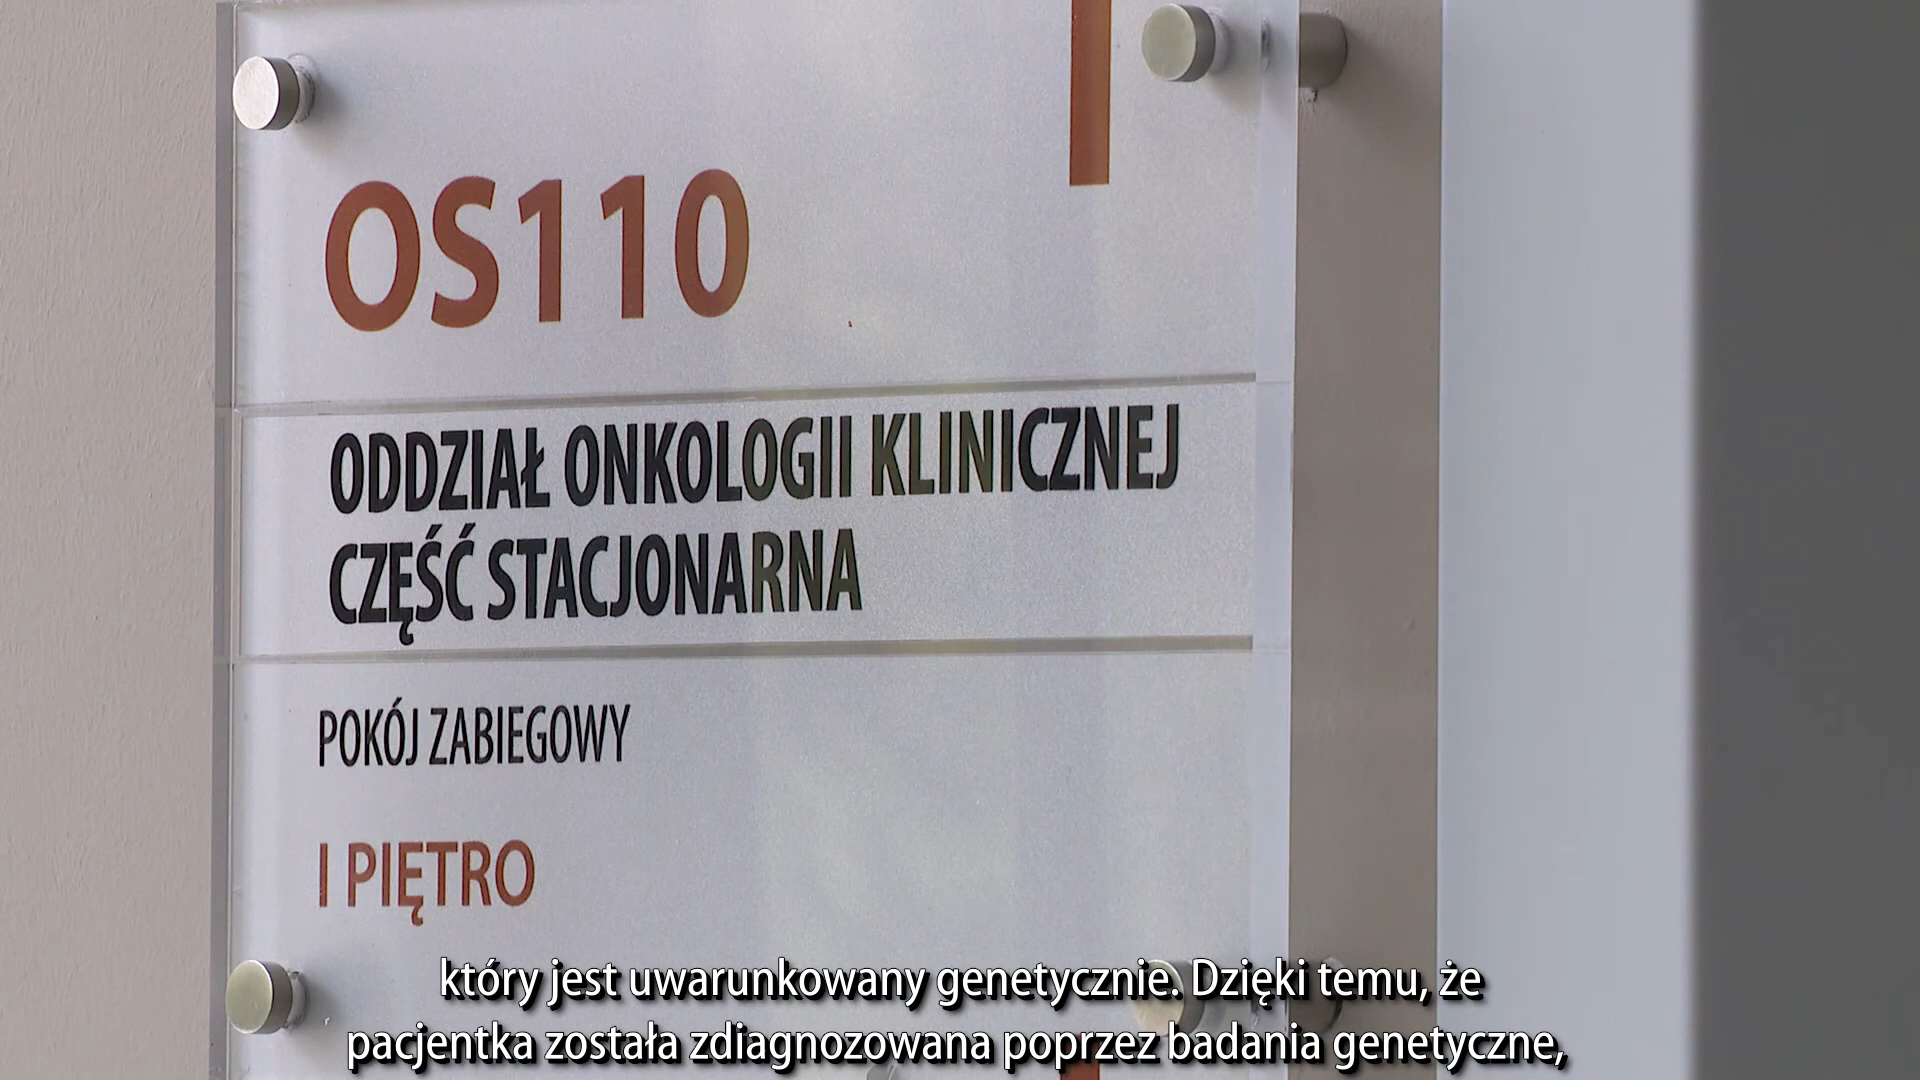 OS110
ODDZIAŁ ONKOLOGII KLINICZNEJ
CZĘŚĆ STACJONARNA
POKÓJ ZABIEGOWY
I PIĘTRO
który jest uwarunkowany genetycznie. Dzięki temu, że
pacjentka została zdiagnozowana poprzez badania genetyczne,